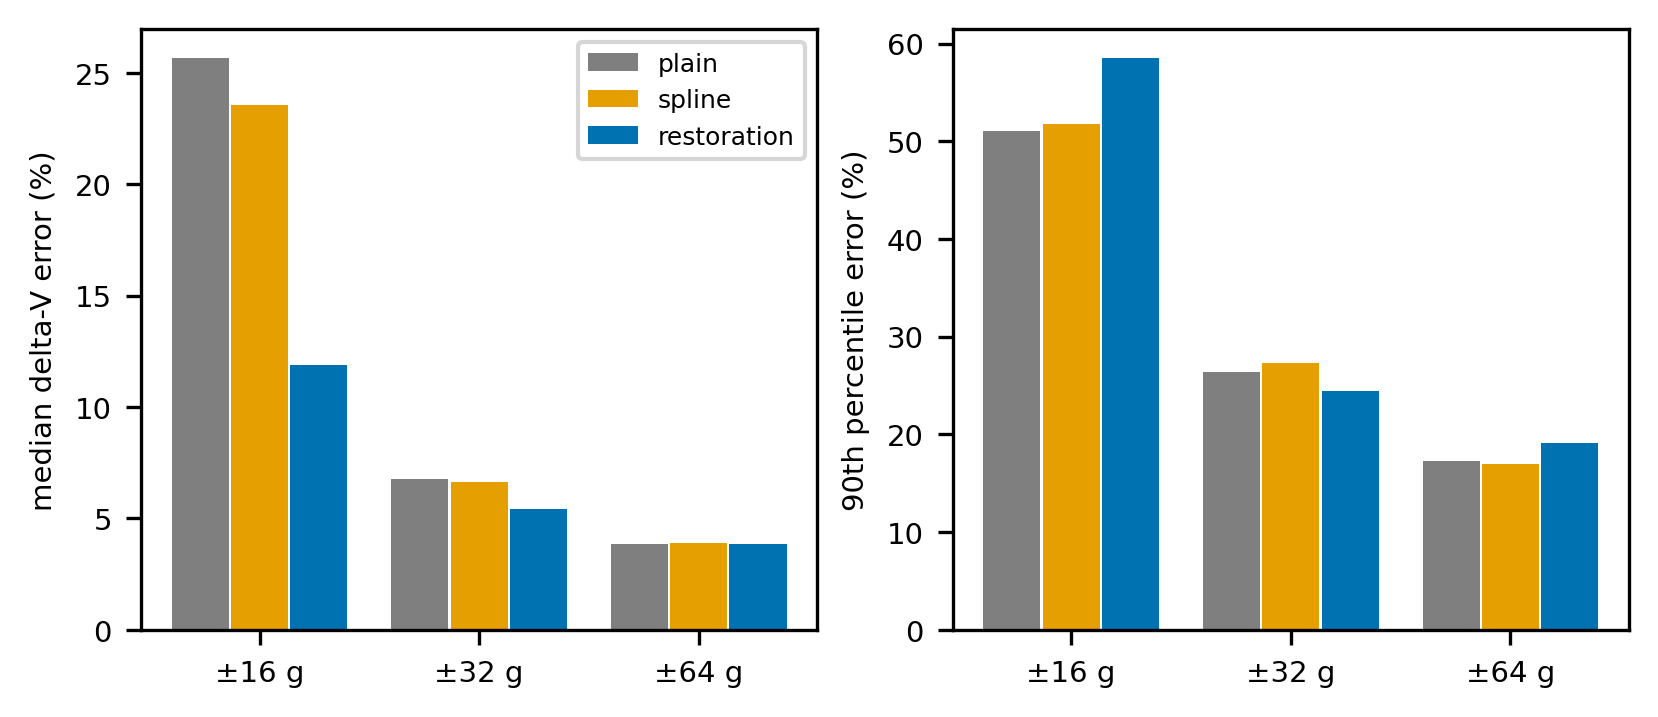 median delta-V error (%)
25
20
15
10
5
0
±16 g
±32 g
±64 g
plain
spline
restoration
90th percentile error (%)
60
50
40
30
20
10
0
±16 g
±32 g
±64 g